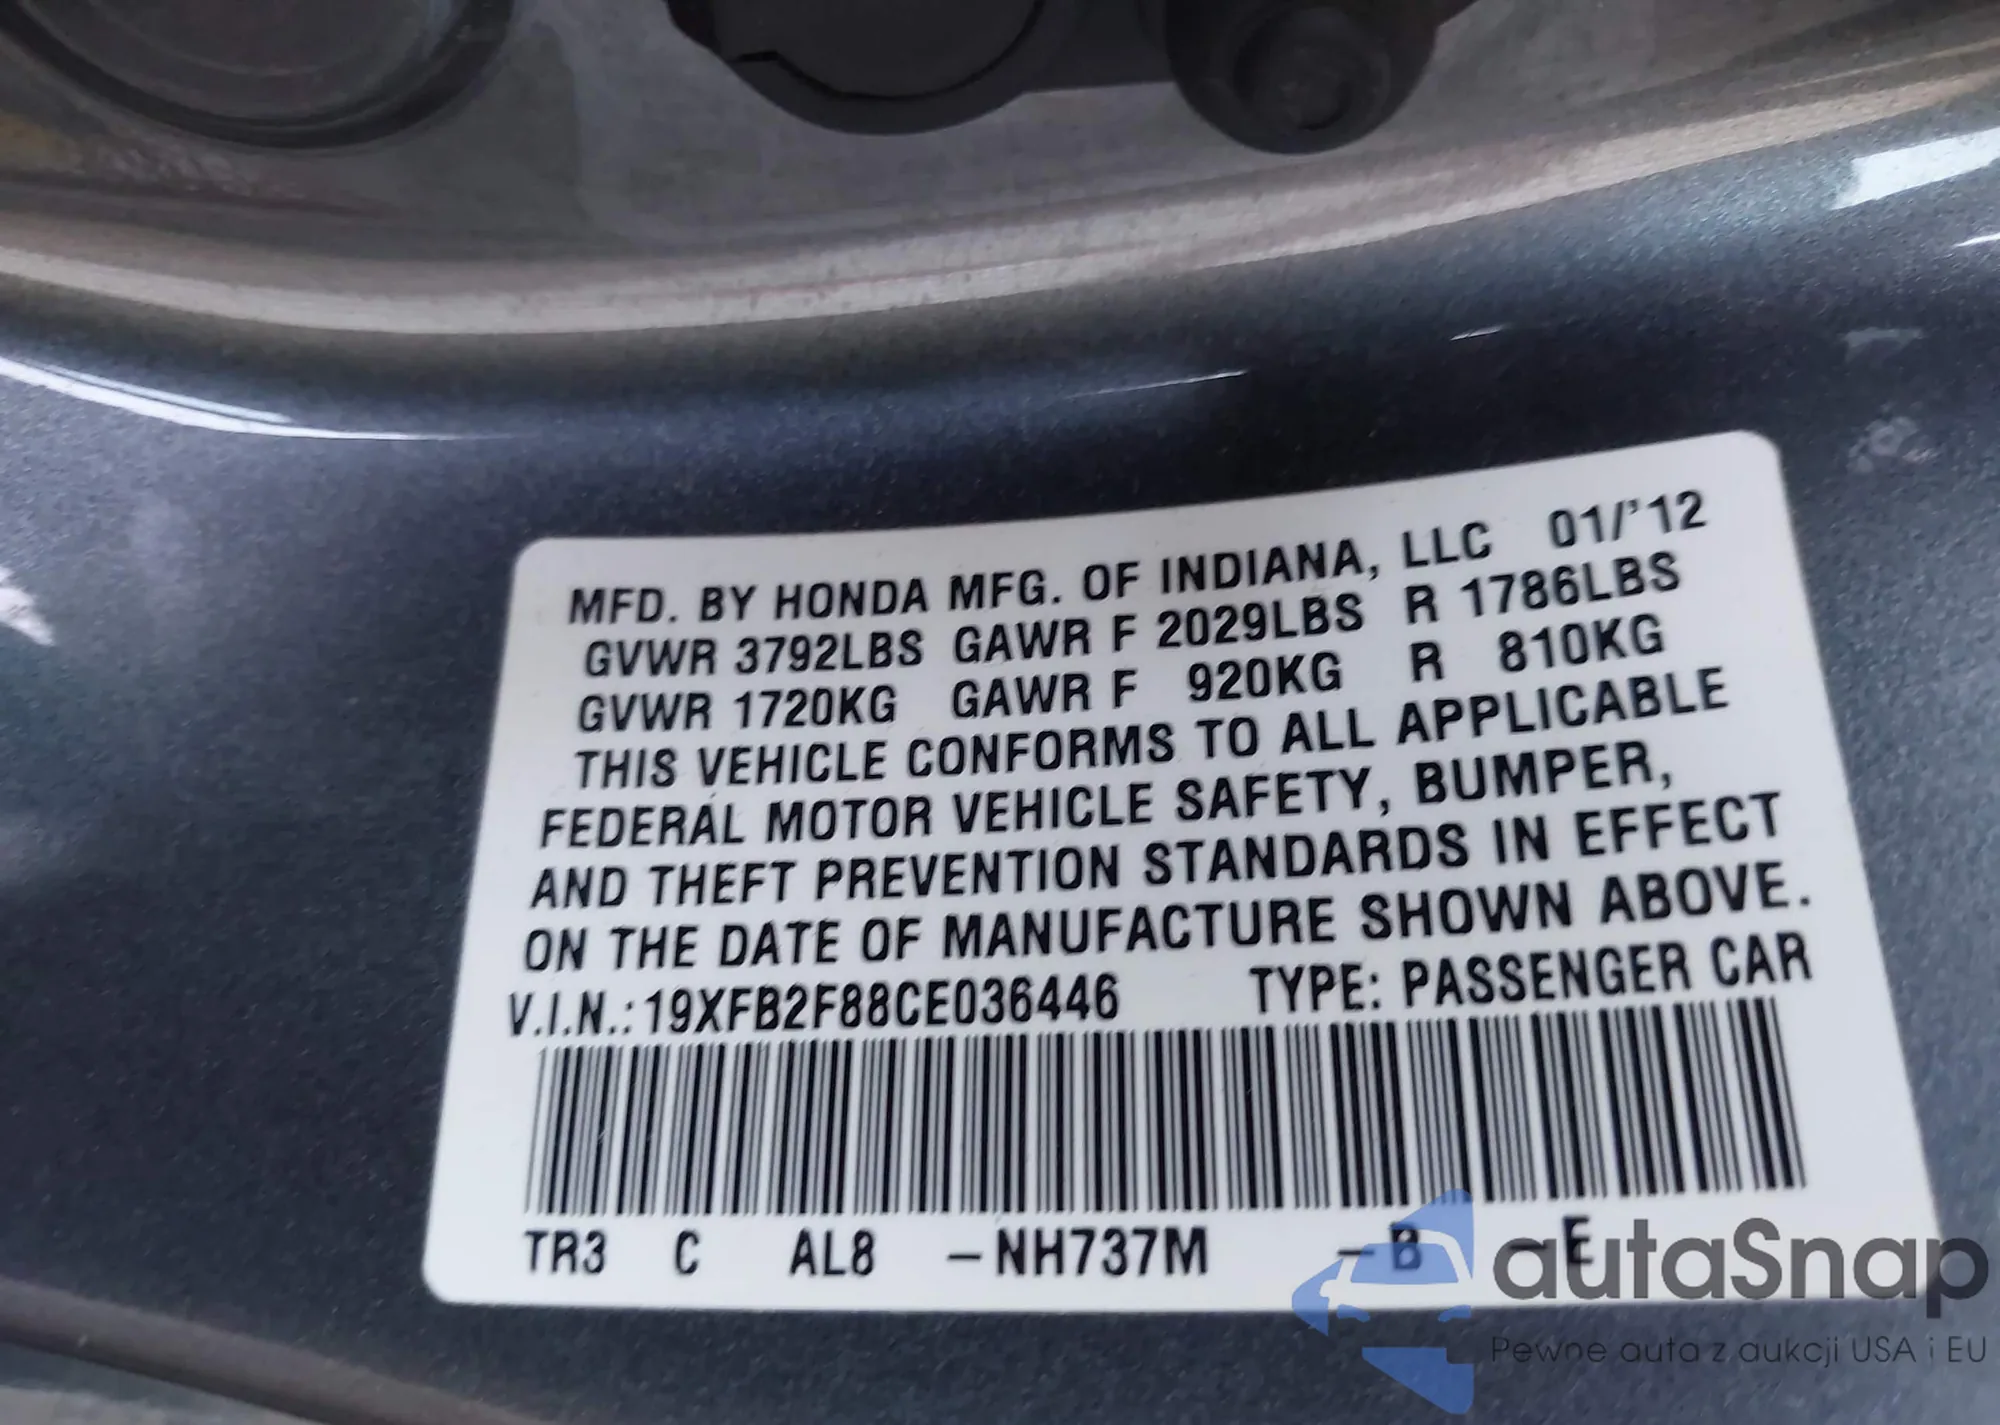 MFD. BY HONDA MFG. OF INDIANA, LLC 01/'12
GVWR 3792LBS GAWR F 2029LBS R 1786LBS
GVWR 1720KG GAWR F 920KG R 810KG
THIS VEHICLE CONFORMS TO ALL APPLICABLE
FEDERAL MOTOR VEHICLE SAFETY, BUMPER,
AND THEFT PREVENTION STANDARDS IN EFFECT
ON THE DATE OF MANUFACTURE SHOWN ABOVE.
V.I.N.:19XFB2F88CE036446 TYPE: PASSENGER CAR
TR3 C AL8 –NH737M –B –E
autaSnap
Pewne auta z aukcji USA i EU